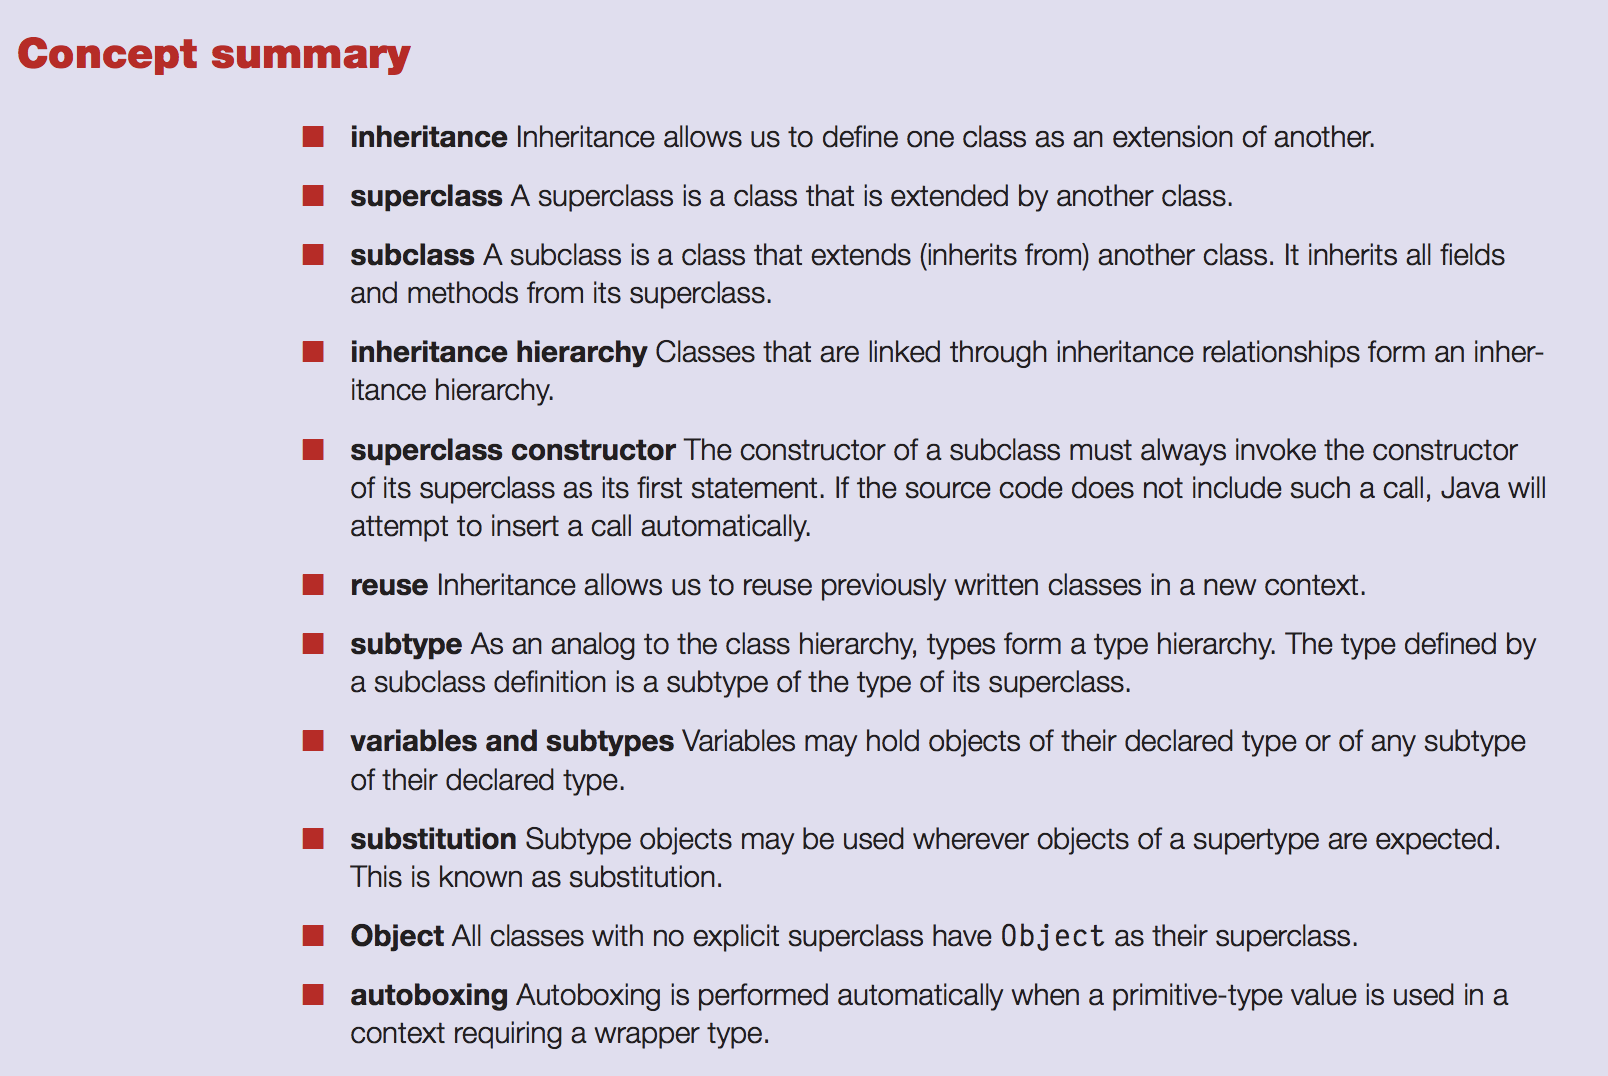 Concept summary
inheritance Inheritance allows us to define one class as an extension of another.
superclass A superclass is a class that is extended by another class.
subclass A subclass is a class that extends (inherits from) another class. It inherits all fields
and methods from its superclass.
inheritance hierarchy Classes that are linked through inheritance relationships form an inher-
itance hierarchy.
superclass constructor The constructor of a subclass must always invoke the constructor
of its superclass as its first statement. If the source code does not include such a call, Java will
attempt to insert a call automatically.
reuse Inheritance allows us to reuse previously written classes in a new context.
subtype As an analog to the class hierarchy, types form a type hierarchy. The type defined by
a subclass definition is a subtype of the type of its superclass.
variables and subtypes Variables may hold objects of their declared type or of any subtype
of their declared type.
substitution Subtype objects may be used wherever objects of a supertype are expected.
This is known as substitution.
Object All classes with no explicit superclass have Object as their superclass.
autoboxing Autoboxing is performed automatically when a primitive-type value is used in a
context requiring a wrapper type.